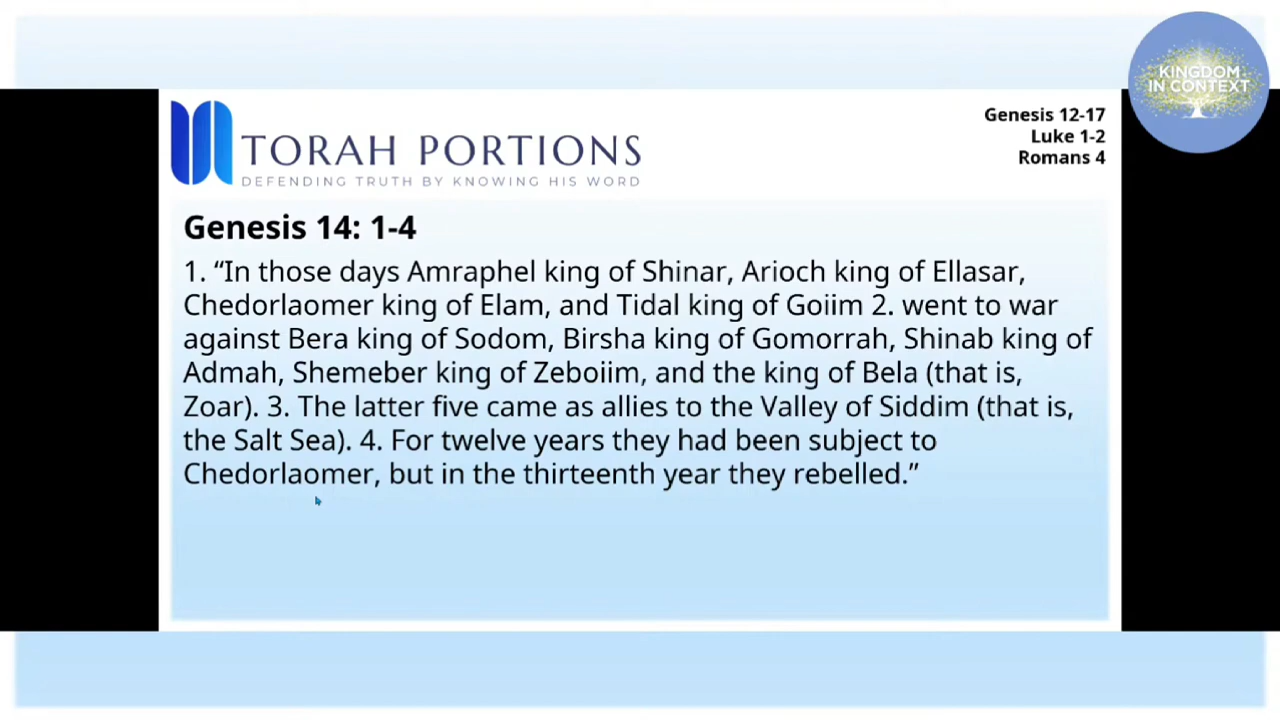 KINGDOM
IN CONTEXT
Genesis 12-17
Luke 1-2
Romans 4
TORAH PORTIONS
DEFENDING TRUTH BY KNOWING HIS WORD
Genesis 14: 1-4
1. “In those days Amraphel king of Shinar, Arioch king of Ellasar,
Chedorlaomer king of Elam, and Tidal king of Goiim 2. went to war
against Bera king of Sodom, Birsha king of Gomorrah, Shinab king of
Admah, Shemeber king of Zeboiim, and the king of Bela (that is,
Zoar). 3. The latter five came as allies to the Valley of Siddim (that is,
the Salt Sea). 4. For twelve years they had been subject to
Chedorlaomer, but in the thirteenth year they rebelled.”